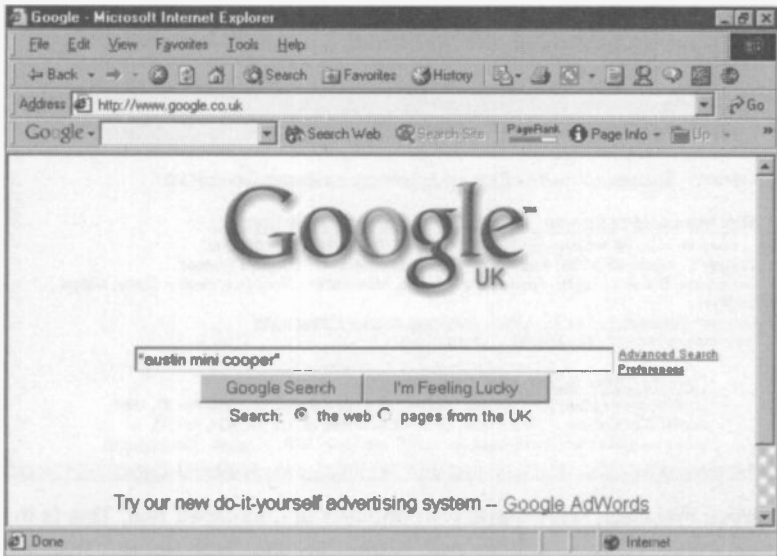 Google - Microsoft Internet Explorer
File Edit View Favorites Tools Help
Back Search Favorites History
Address http://www.google.co.uk Go
Google Search Web Search Site PageRank Page Info Up »
Google™
UK
"austin mini cooper"
Advanced Search
Preferences
Google Search I'm Feeling Lucky
Search: the web pages from the UK
Try our new do-it-yourself advertising system -- Google AdWords
Done Internet